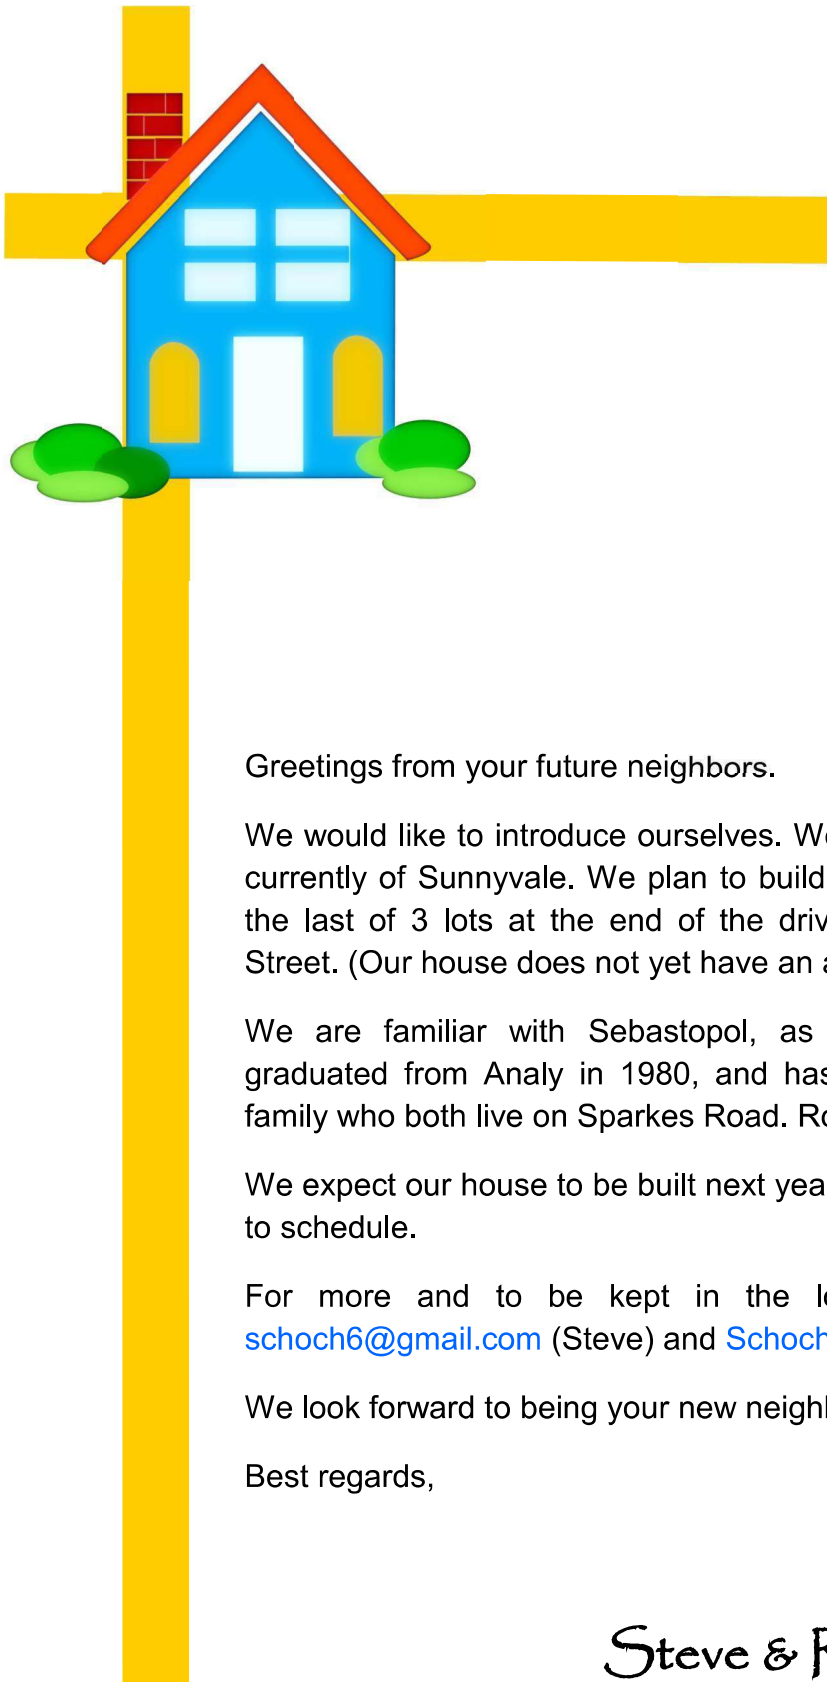 Greetings from your future neighbors.
We would like to introduce ourselves. We
currently of Sunnyvale. We plan to build
the last of 3 lots at the end of the driv
Street. (Our house does not yet have an a
We are familiar with Sebastopol, as
graduated from Analy in 1980, and has
family who both live on Sparkes Road. Ro
We expect our house to be built next yea
to schedule.
For more and to be kept in the lo
schoch6@gmail.com (Steve) and Schoch
We look forward to being your new neighb
Best regards,
Steve & R